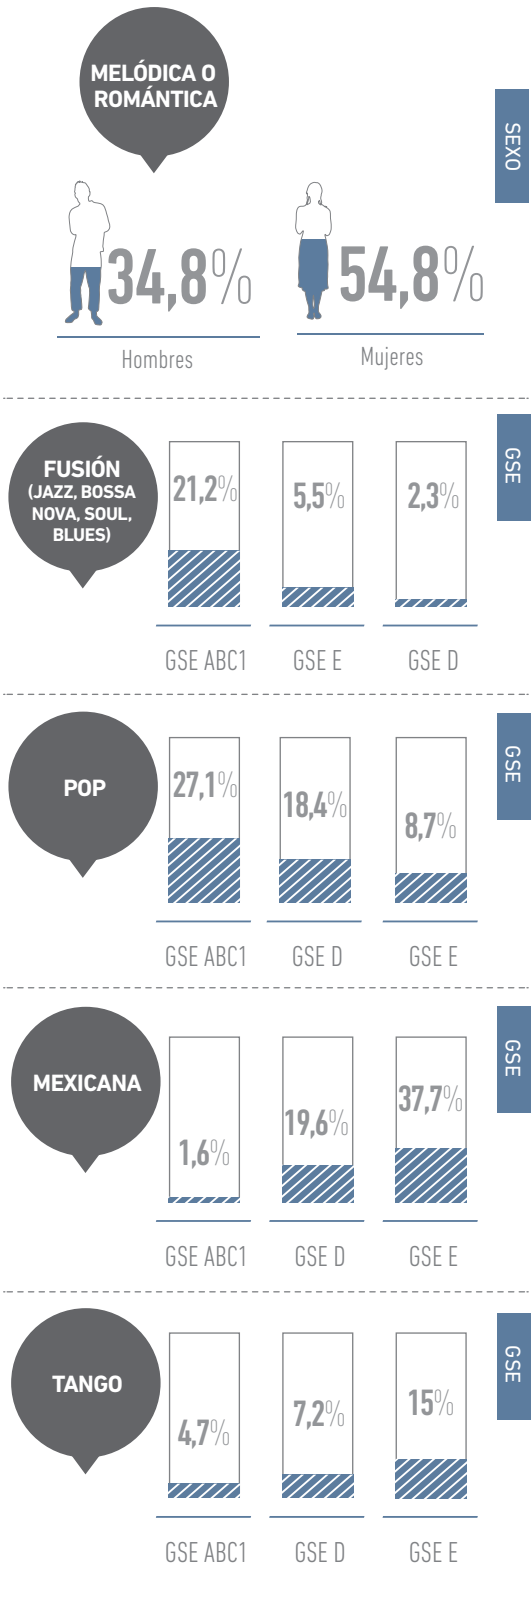 MELÓDICA O
ROMÁNTICA
SEXO
34,8%
54,8%
Hombres
Mujeres
FUSIÓN
(JAZZ, BOSSA
NOVA, SOUL,
BLUES)
GSE
21,2%
5,5%
2,3%
GSE ABC1
GSE E
GSE D
POP
GSE
27,1%
18,4%
8,7%
GSE ABC1
GSE D
GSE E
MEXICANA
GSE
1,6%
19,6%
37,7%
GSE ABC1
GSE D
GSE E
TANGO
GSE
4,7%
7,2%
15%
GSE ABC1
GSE D
GSE E